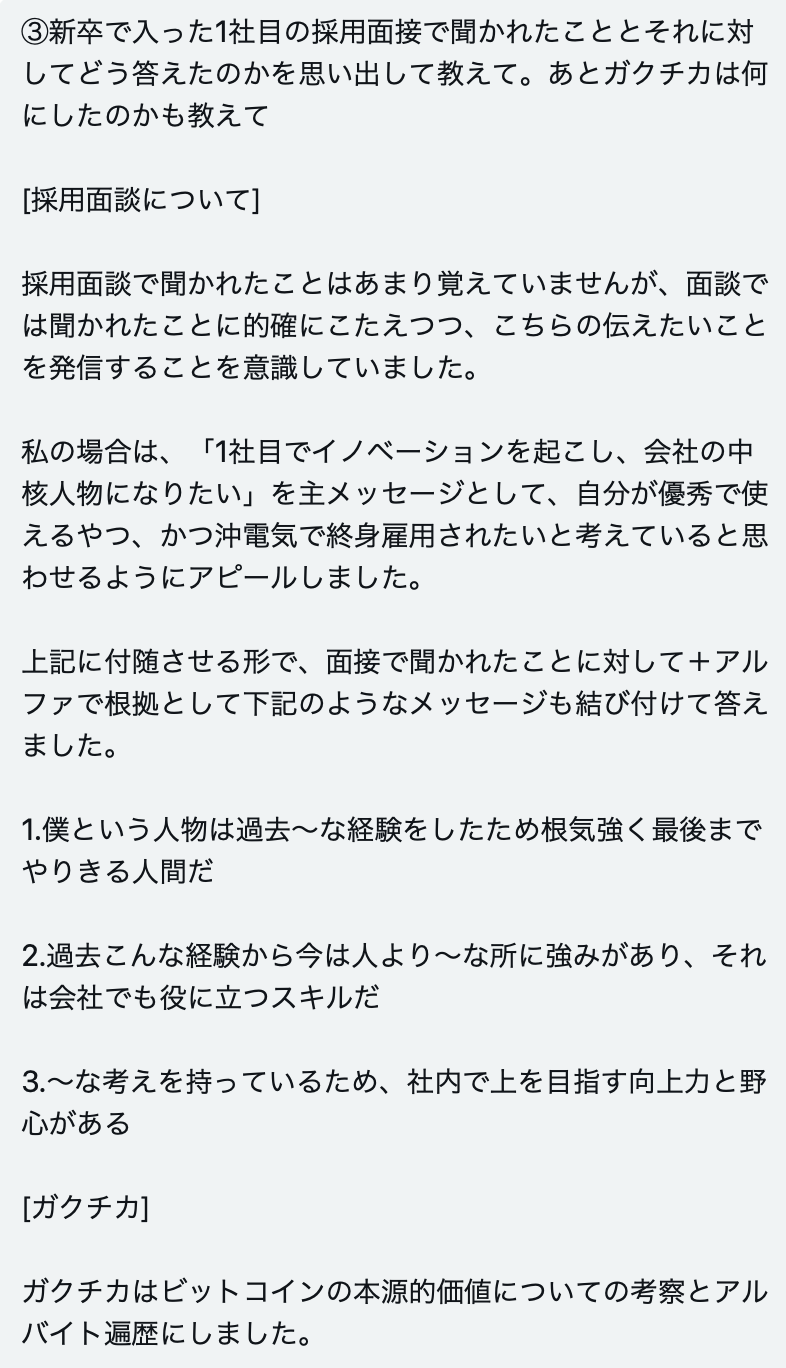 ③新卒で入った1社目の採用面接で聞かれたこととそれに対
してどう答えたのかを思い出して教えて。あとガクチカは何
にしたのかも教えて
[採用面談について]
採用面談で聞かれたことはあまり覚えていませんが、面談で
は聞かれたことに的確にこたえつつ、こちらの伝えたいこと
を発信することを意識していました。
私の場合は、「1社目でイノベーションを起こし、会社の中
核人物になりたい」を主メッセージとして、自分が優秀で使
えるやつ、かつ沖電気で終身雇用されたいと考えていると思
わせるようにアピールしました。
上記に付随させる形で、面接で聞かれたことに対して＋アル
ファで根拠として下記のようなメッセージも結び付けて答え
ました。
1.僕という人物は過去〜な経験をしたため根気強く最後まで
やりきる人間だ
2.過去こんな経験から今は人より〜な所に強みがあり、それ
は会社でも役に立つスキルだ
3.〜な考えを持っているため、社内で上を目指す向上力と野
心がある
[ガクチカ]
ガクチカはビットコインの本源的価値についての考察とアル
バイト遍歴にしました。